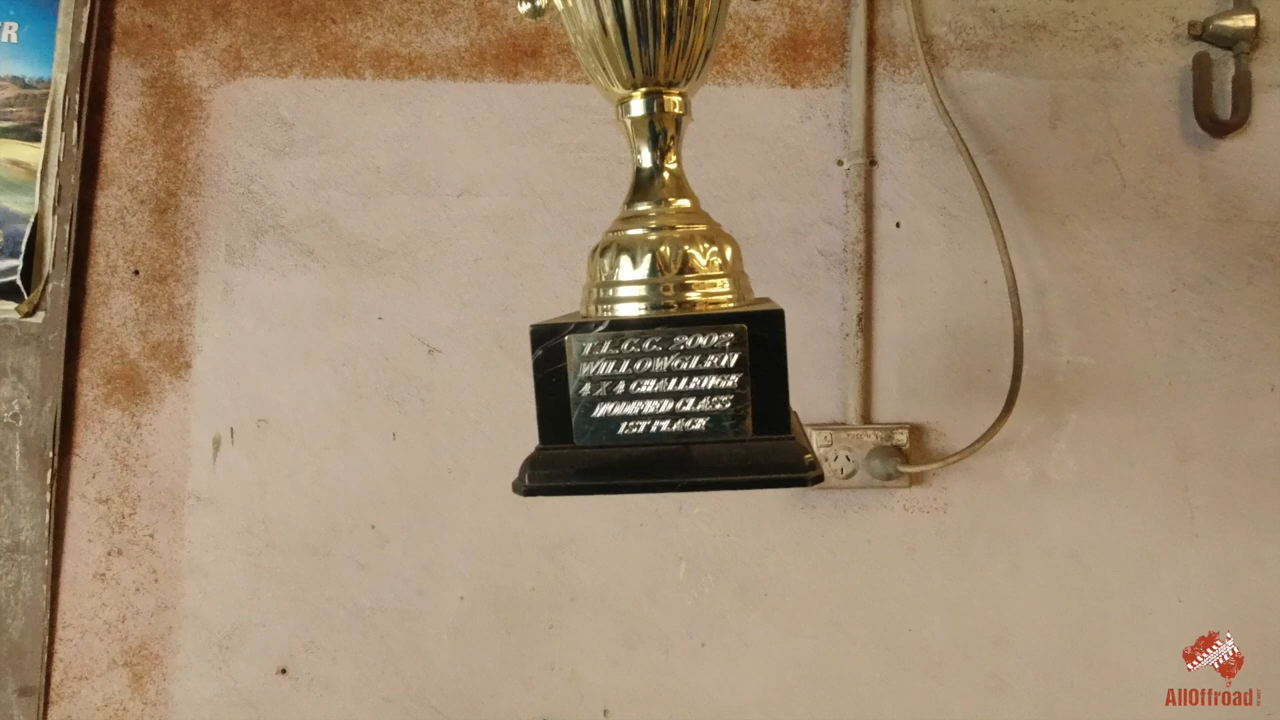 T.L.C.C. 2002
WILLOWGLEN
4 X 4 CHALLENGE
MODIFIED CLASS
1ST PLACE
R
AllOffroad